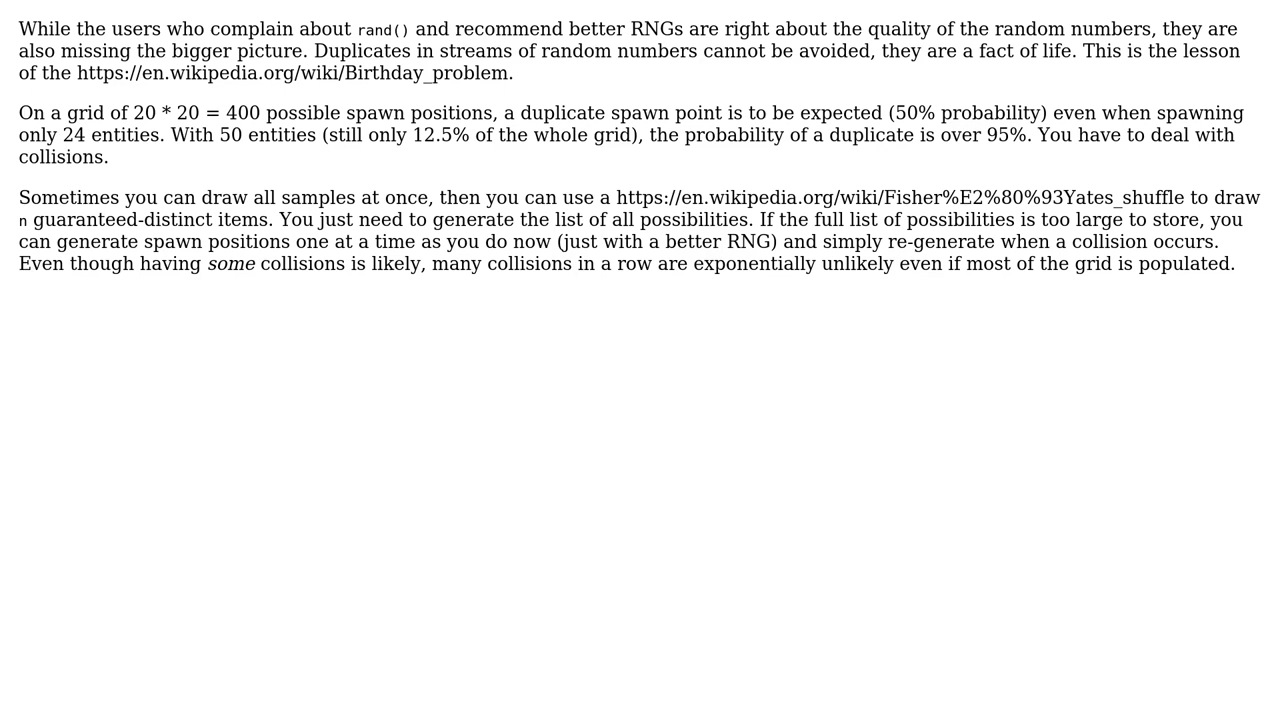 While the users who complain about rand() and recommend better RNGs are right about the quality of the random numbers, they are
also missing the bigger picture. Duplicates in streams of random numbers cannot be avoided, they are a fact of life. This is the lesson
of the https://en.wikipedia.org/wiki/Birthday_problem.
On a grid of 20 * 20 = 400 possible spawn positions, a duplicate spawn point is to be expected (50% probability) even when spawning
only 24 entities. With 50 entities (still only 12.5% of the whole grid), the probability of a duplicate is over 95%. You have to deal with
collisions.
Sometimes you can draw all samples at once, then you can use a https://en.wikipedia.org/wiki/Fisher%E2%80%93Yates_shuffle to draw
n guaranteed-distinct items. You just need to generate the list of all possibilities. If the full list of possibilities is too large to store, you
can generate spawn positions one at a time as you do now (just with a better RNG) and simply re-generate when a collision occurs.
Even though having some collisions is likely, many collisions in a row are exponentially unlikely even if most of the grid is populated.